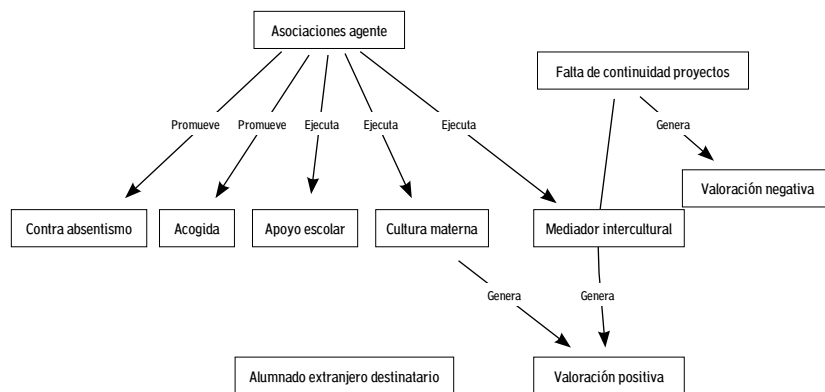 Asociaciones agente
Falta de continuidad proyectos
Promueve
Promueve
Ejecuta
Ejecuta
Ejecuta
Genera
Valoración negativa
Contra absentismo
Acogida
Apoyo escolar
Cultura materna
Mediador intercultural
Genera
Genera
Alumnado extranjero destinatario
Valoración positiva